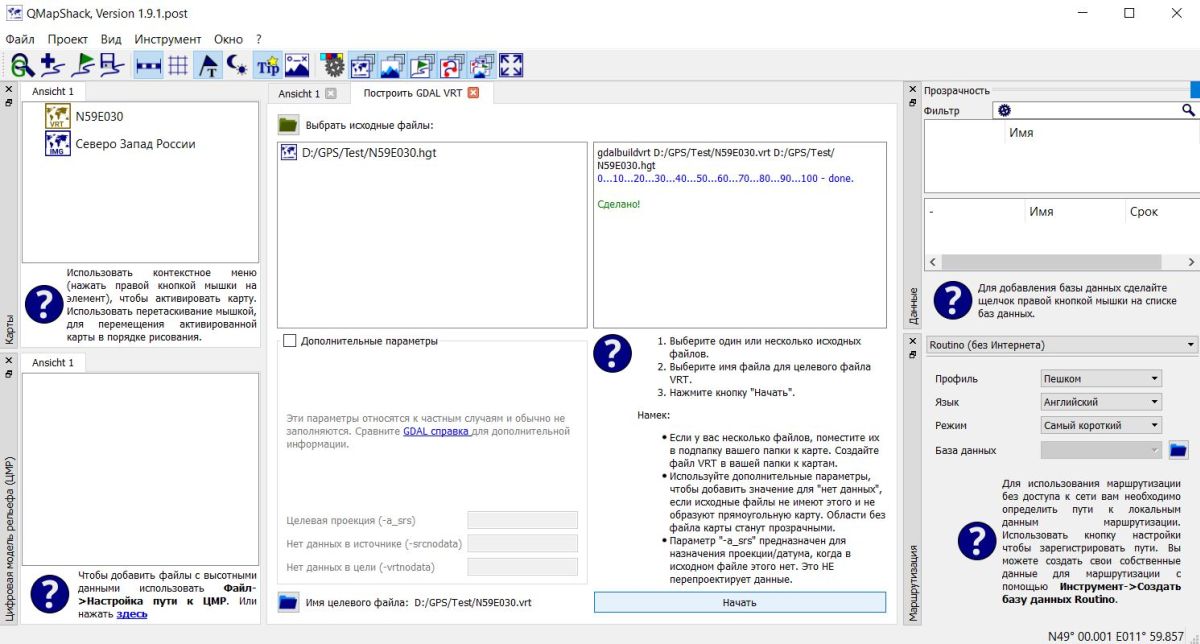 QMapShack, Version 1.9.1.post
Файл Проект Вид Инструмент Окно ?
Tip
Ansicht 1
VRT N59E030
IMG Северо Запад России
Использовать контекстное меню
(нажать правой кнопкой мышки на
элемент), чтобы активировать карту.
Использовать перетаскивание мышкой,
для перемещения активированной
карты в порядке рисования.
Карты
Ansicht 1
Чтобы добавить файлы с высотными
данными использовать Файл-
>Настройка пути к ЦМР. Или
нажать здесь
Цифровая модель рельефа (ЦМР)
Ansicht 1 Построить GDAL VRT
Выбрать исходные файлы:
D:/GPS/Test/N59E030.hgt
gdalbuildvrt D:/GPS/Test/N59E030.vrt D:/GPS/Test/
N59E030.hgt
0...10...20...30...40...50...60...70...80...90...100 - done.
Сделано!
Дополнительные параметры
Эти параметры относятся к частным случаям и обычно не
заполняются. Сравните GDAL справка для дополнительной
информации.
Целевая проекция (-a_srs)
Нет данных в источнике (-srcnodata)
Нет данных в цели (-vrtnodata)
1. Выберите один или несколько исходных
файлов.
2. Выберите имя файла для целевого файла
VRT.
3. Нажмите кнопку "Начать".
Намек:
• Если у вас несколько файлов, поместите их
в подпапку вашего папки к карте. Создайте
файл VRT в вашей папки к картам.
• Используйте дополнительные параметры,
чтобы добавить значение для "нет данных",
если исходные файлы не имеют этого и не
образуют прямоугольную карту. Области без
файла карты станут прозрачными.
• Параметр "-a_srs" предназначен для
назначения проекции/датума, когда в
исходном файле этого нет. Это НЕ
перепроектирует данные.
Имя целевого файла: D:/GPS/Test/N59E030.vrt
Начать
Прозрачность
Фильтр
Имя
- Имя Срок
Для добавления базы данных сделайте
щелчок правой кнопкой мышки на списке
баз данных.
Данные
Routino (без Интернета)
Профиль Пешком
Язык Английский
Режим Самый короткий
База данных
Для использования маршрутизации
без доступа к сети вам необходимо
определить пути к локальным
данным маршрутизации.
Использовать кнопку настройки
чтобы зарегистрировать пути. Вы
можете создать свои собственные
данные для маршрутизации с
помощью Инструмент->Создать
базу данных Routino.
Маршрутизация
N49° 00.001 E011° 59.857